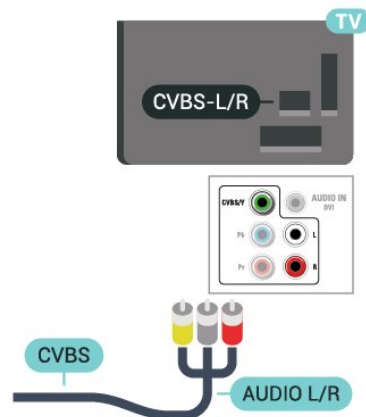 TV
CVBS-L/R
CVBS/Y
AUDIO IN
DVI
Pb
L
Pr
R
CVBS
AUDIO L/R